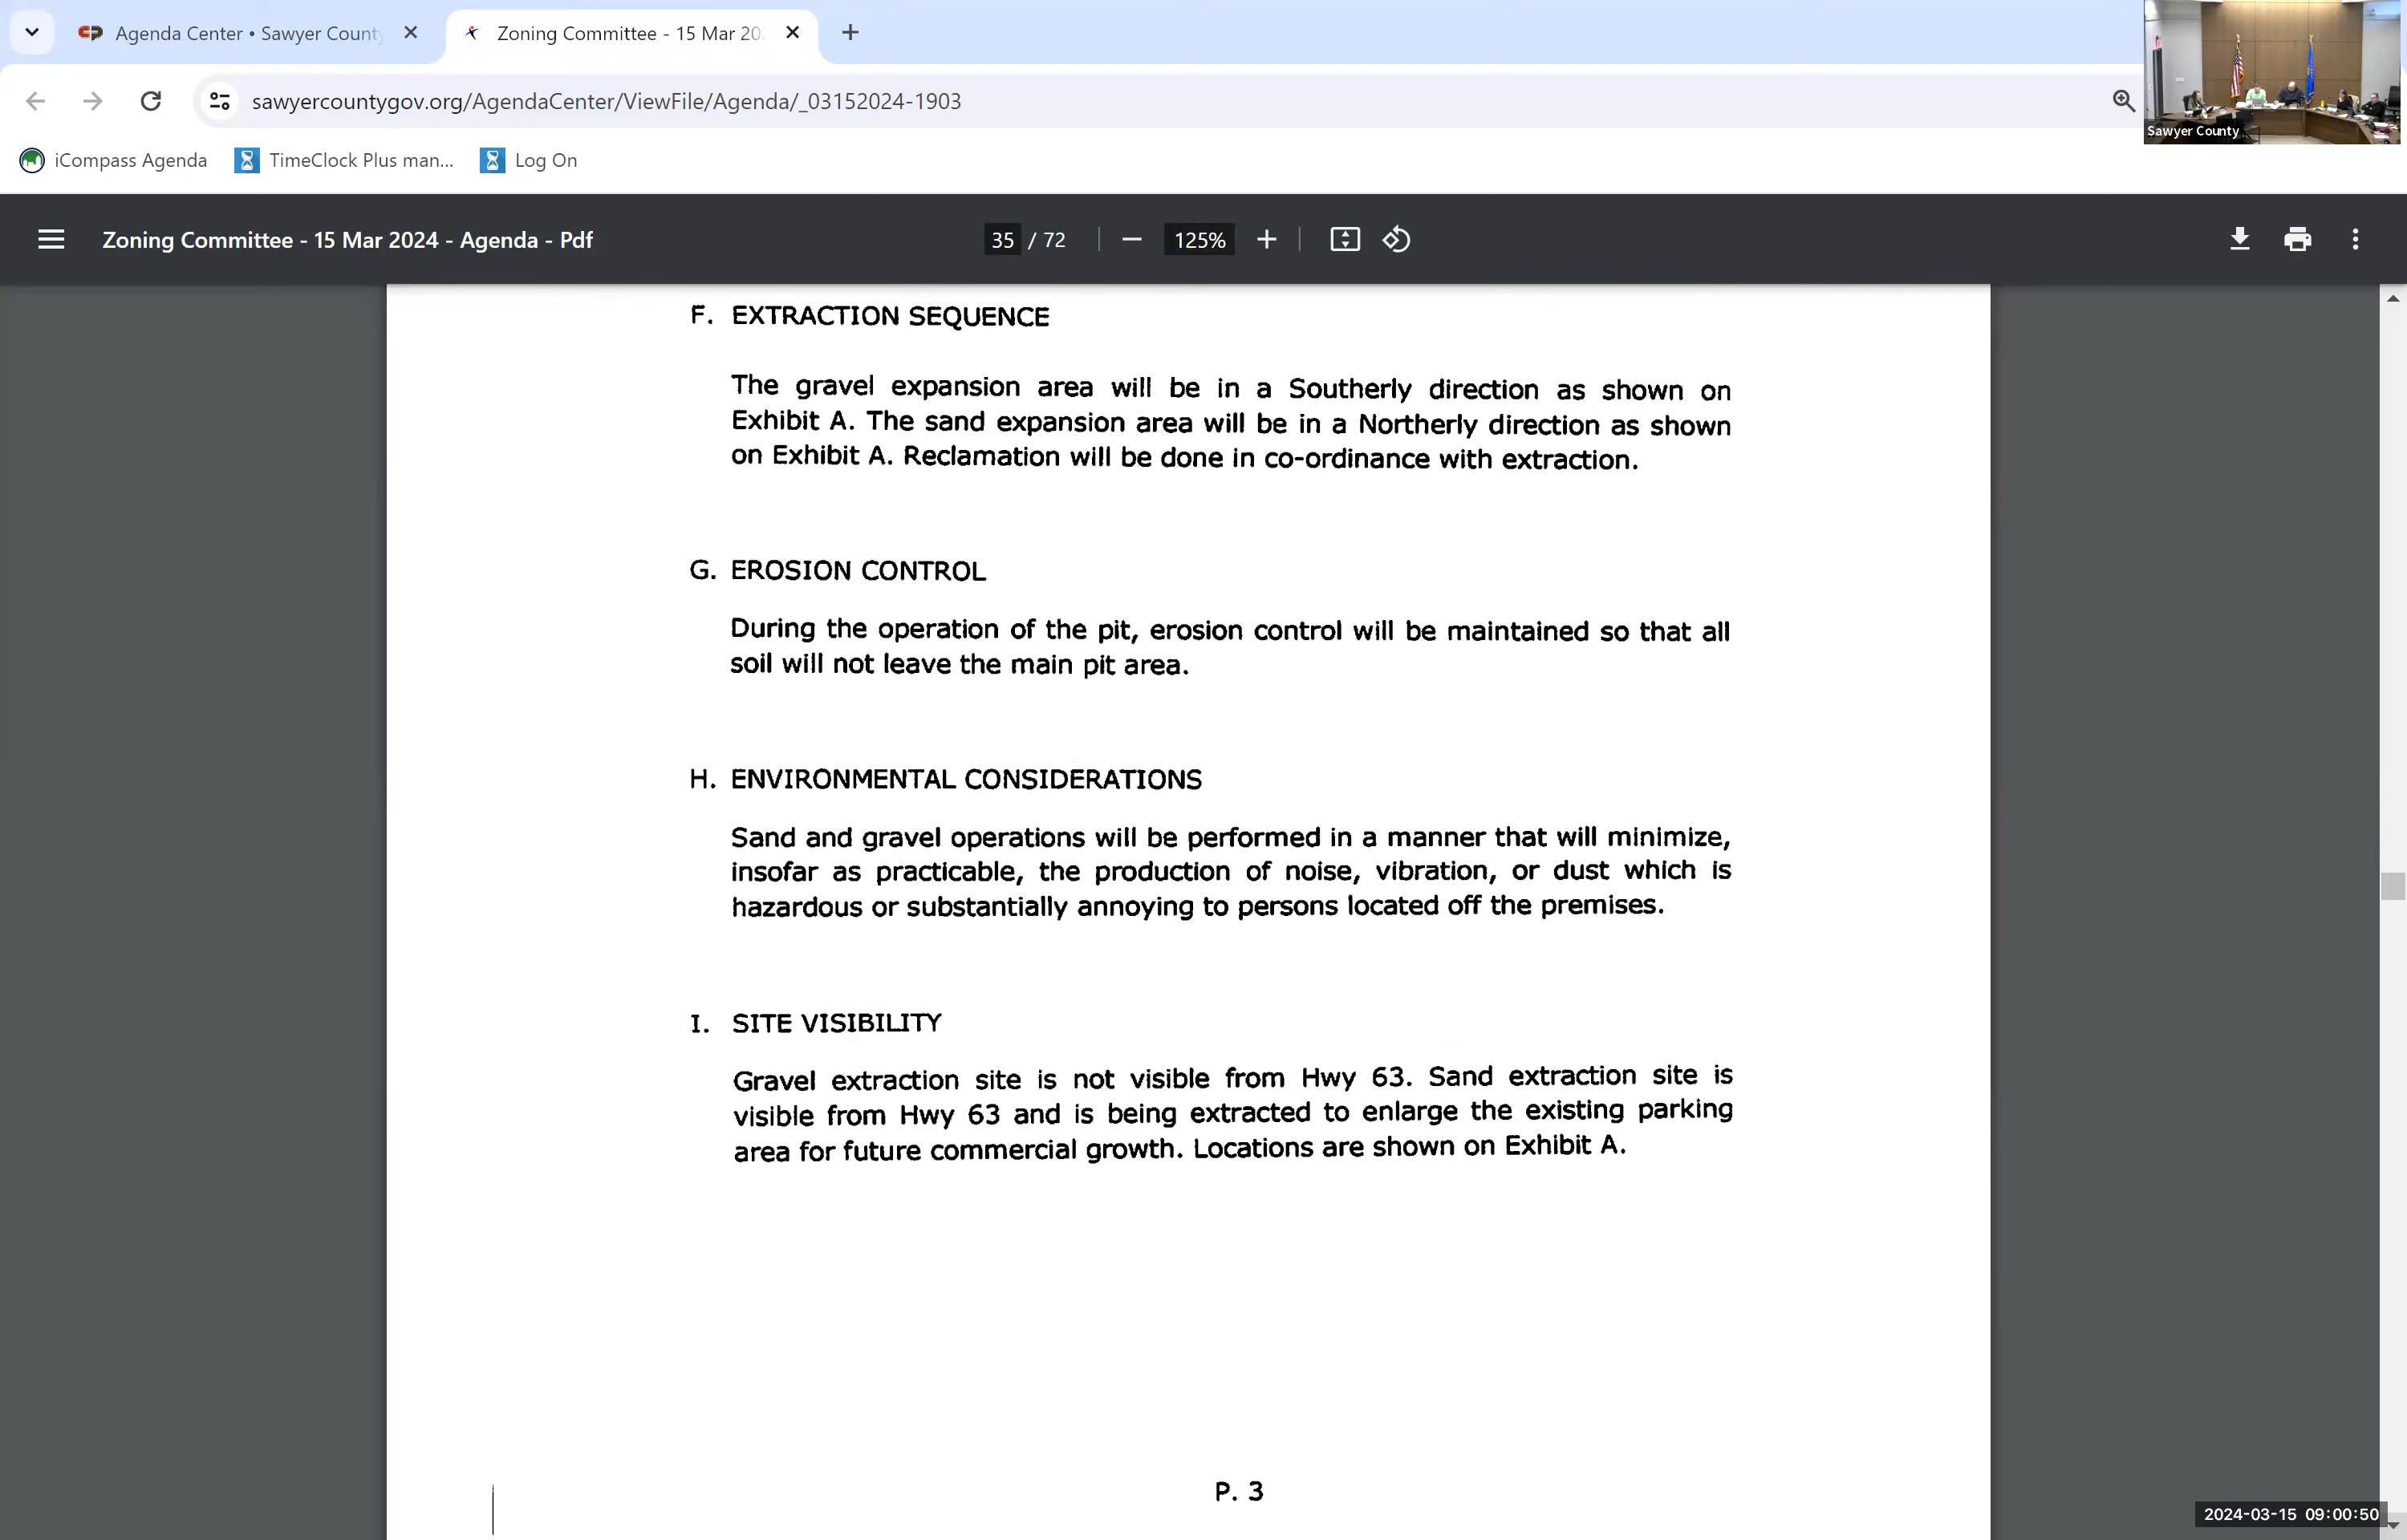 Agenda Center • Sawyer County
Zoning Committee - 15 Mar 20
sawyercountygov.org/AgendaCenter/ViewFile/Agenda/_03152024-1903
Sawyer County
iCompass Agenda
TimeClock Plus man...
Log On
Zoning Committee - 15 Mar 2024 - Agenda - Pdf
35 / 72
125%
F. EXTRACTION SEQUENCE
The gravel expansion area will be in a Southerly direction as shown on
Exhibit A. The sand expansion area will be in a Northerly direction as shown
on Exhibit A. Reclamation will be done in co-ordinance with extraction.
G. EROSION CONTROL
During the operation of the pit, erosion control will be maintained so that all
soil will not leave the main pit area.
H. ENVIRONMENTAL CONSIDERATIONS
Sand and gravel operations will be performed in a manner that will minimize,
insofar as practicable, the production of noise, vibration, or dust which is
hazardous or substantially annoying to persons located off the premises.
I. SITE VISIBILITY
Gravel extraction site is not visible from Hwy 63. Sand extraction site is
visible from Hwy 63 and is being extracted to enlarge the existing parking
area for future commercial growth. Locations are shown on Exhibit A.
P. 3
2024-03-15 09:00:50